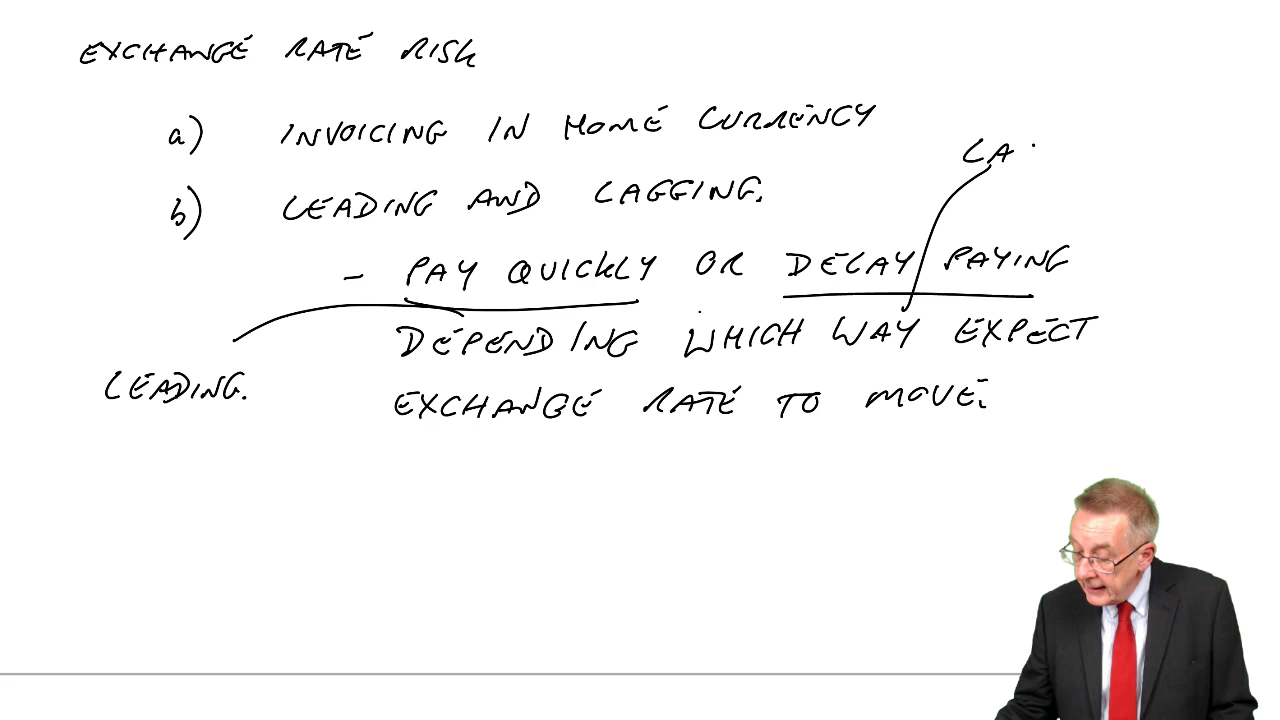 EXCHANGE RATE RISK
a) INVOICING IN HOME CURRENCY
LA
b) LEADING AND LAGGING.
- PAY QUICKLY OR DELAY PAYING
DEPENDING WHICH WAY EXPECT
LEADING.
EXCHANGE RATE TO MOVE.